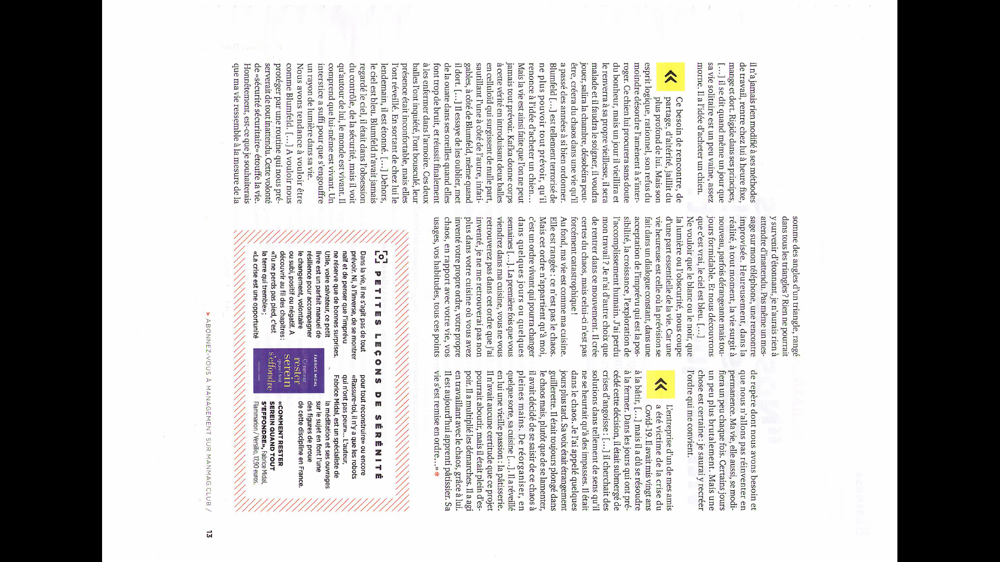 il n'a jamais rien modifié à ses méthodes
de travail, rentre chez lui à heure fixe,
mange et dort. Rigide dans ses principes,
[…] il se dit quand même un jour que
sa vie solitaire est un peu vaine, assez
morne. Il a l'idée d'acheter un chien.
«
Ce besoin de rencontre, de
partage, d'altérité, jaillit du
plus profond de lui. Mais son
esprit logique, rationnel, son refus du
moindre désordre l'amènent à s'inter-
roger. Ce chien lui procurera sans doute
du bonheur, mais un jour il vieillira et
le renverra à sa propre vieillesse, il sera
malade et il faudra le soigner, il voudra
jouer, salira la chambre, désobéira peut-
être, créera du chaos dans une vie qu'il
a passé des années à si bien ordonner.
Blumfeld […] est tellement terrorisé de
ne plus pouvoir tout prévoir, qu'il
renonce à l'idée d'acheter un chien…
Mais la vie est ainsi faite que l'on ne peut
jamais tout prévoir. Kafka donne corps
à cette vérité en introduisant deux balles
en celluloïd qui surgissent de nulle part,
sautillant l'une à côté de l'autre, infati-
gables, à côté de Blumfeld, même quand
il dort. […] Il essaye de les oublier, met
de la ouate dans ses oreilles quand elles
font trop de bruit, et réussit finalement
à les enfermer dans l'armoire. Ces deux
balles l'ont inquiété, l'ont bousculé, leur
présence était inconfortable, mais elles
l'ont réveillé. En sortant de chez lui le
lendemain, il est étonné. […] Dehors,
le ciel est bleu. Blumfeld n'avait jamais
regardé le ciel, il était dans l'obsession
du contrôle, de la sécurité, mais il voit
qu'autour de lui, le monde est vivant. Il
comprend que lui-même est vivant. Un
interstice a suffi pour que s'engouffre
un rayon de lumière dans sa vie.
Nous avons tendance à vouloir être
comme Blumfeld. […] A vouloir nous
protéger par une routine qui nous pré-
serverait de tout inattendu. Cette volonté
de «sécurité sécuritaire» étouffe la vie.
Honnêtement, est-ce que je souhaiterais
que ma vie ressemble à la mesure de la
somme des angles d'un triangle, rangé
dans tous les triangles? Rien ne pourrait
y survenir d'étonnant, je n'aurais rien à
attendre d'inattendu. Pas même un mes-
sage sur mon téléphone, une rencontre
improvisée. Heureusement, dans la
réalité, à tout moment, la vie surgit à
nouveau, parfois dérangeante mais tou-
jours formidable. Et nous découvrons
que c'est vrai, le ciel est bleu. […]
Ne vouloir que le blanc ou le noir, que
la lumière ou l'obscurité, nous coupe
d'une part essentielle de la vie. Car une
vie heureuse est celle où la prévision se
fait dans un dialogue constant, dans une
acceptation de l'imprévu qui est la pos-
sibilité, la croissance, l'exploration de
l'accomplissement humain. J'ai perdu
mon travail? Je n'ai d'autre choix que
de rentrer dans ce mouvement. Il crée
certes du chaos, mais celui-ci n'est pas
forcément catastrophique!
Au fond, ma vie est comme ma cuisine.
Elle est rangée : ce n'est pas le chaos.
Mais cet ordre n'appartient qu'à moi,
c'est un ordre vivant qui pourra changer
dans quelques jours ou quelques
semaines […]. La première fois que vous
viendrez dans ma cuisine, vous ne vous
retrouverez pas dans cet ordre que j'ai
inventé, je ne me retrouverai pas non
plus dans votre cuisine où vous avez
inventé votre propre ordre, votre propre
chaos, en rapport avec votre vie, vos
usages, vos habitudes, tous ces points
de repère dont nous avons besoin et
que nous n'allons pas réinventer en
permanence. Ma vie, elle aussi, se modi-
fiera un peu chaque fois. Certains jours
un peu plus brutalement. Mais une
chose est certaine : je saurai y recréer
l'ordre qui me convient.
«
L'entreprise d'un de mes amis
a été victime de la crise du
Covid-19. Il avait mis vingt ans
à la bâtir, […] mais il a dû se résoudre
à la fermer. Dans les jours qui ont pré-
cédé cette décision, il était submergé de
crises d'angoisse : […] il cherchait des
solutions dans tellement de sens qu'il
ne se heurtait qu'à des impasses. Il était
dans le chaos. Je l'ai appelé quelques
jours plus tard. Sa voix était étrangement
guillerette. Il était toujours plongé dans
le chaos mais, plutôt que de se lamenter,
il avait décidé de se saisir de ce chaos à
pleines mains. De réorganiser, en
quelque sorte, sa cuisine […]. Il a réveillé
en lui une vieille passion : la pâtisserie.
Il n'avait aucune certitude que ce projet
pourrait aboutir, mais il était plein d'es-
poir. Il a multiplié les démarches. Il a agi
en travaillant avec le chaos, grâce à lui.
Il est aujourd'hui apprenti pâtissier. Sa
vie s'est remise en ordre…» *
PETITES LEÇONS DE SÉRÉNITÉ
Dans la vie, il ne s'agit pas de tout
prévoir. Ni, à l'inverse, de se montrer
naïf et de penser que l'imprévu
ne réserve que de bonnes surprises.
Utile, voire salvateur, ce petit
livre est un parfait manuel de
résilience pour accompagner
le changement, volontaire
ou subi, positif ou négatif. A
découvrir au fil des chapitres :
«Tu ne perds pas pied, c'est
la terre qui tremble» ;
«La crise est une opportunité
pour tout reconstruire» ou encore
«Rassure-toi, il n'y a que les robots
qui n'ont pas peur»… L'auteur,
Fabrice Midal, est un spécialiste de
la méditation et ses ouvrages
sur le sujet en font l'une
des figures de proue
de cette discipline en France.
FABRICE MIDAL
Comment
rester
serein
quand tout
s'effondre
«COMMENT RESTER
SEREIN QUAND TOUT
S'EFFONDRE», Fabrice Midal,
Flammarion / Versilio, 17,90 euros.
> ABONNEZ-VOUS À MANAGEMENT SUR MANMAG.CLUB /
13